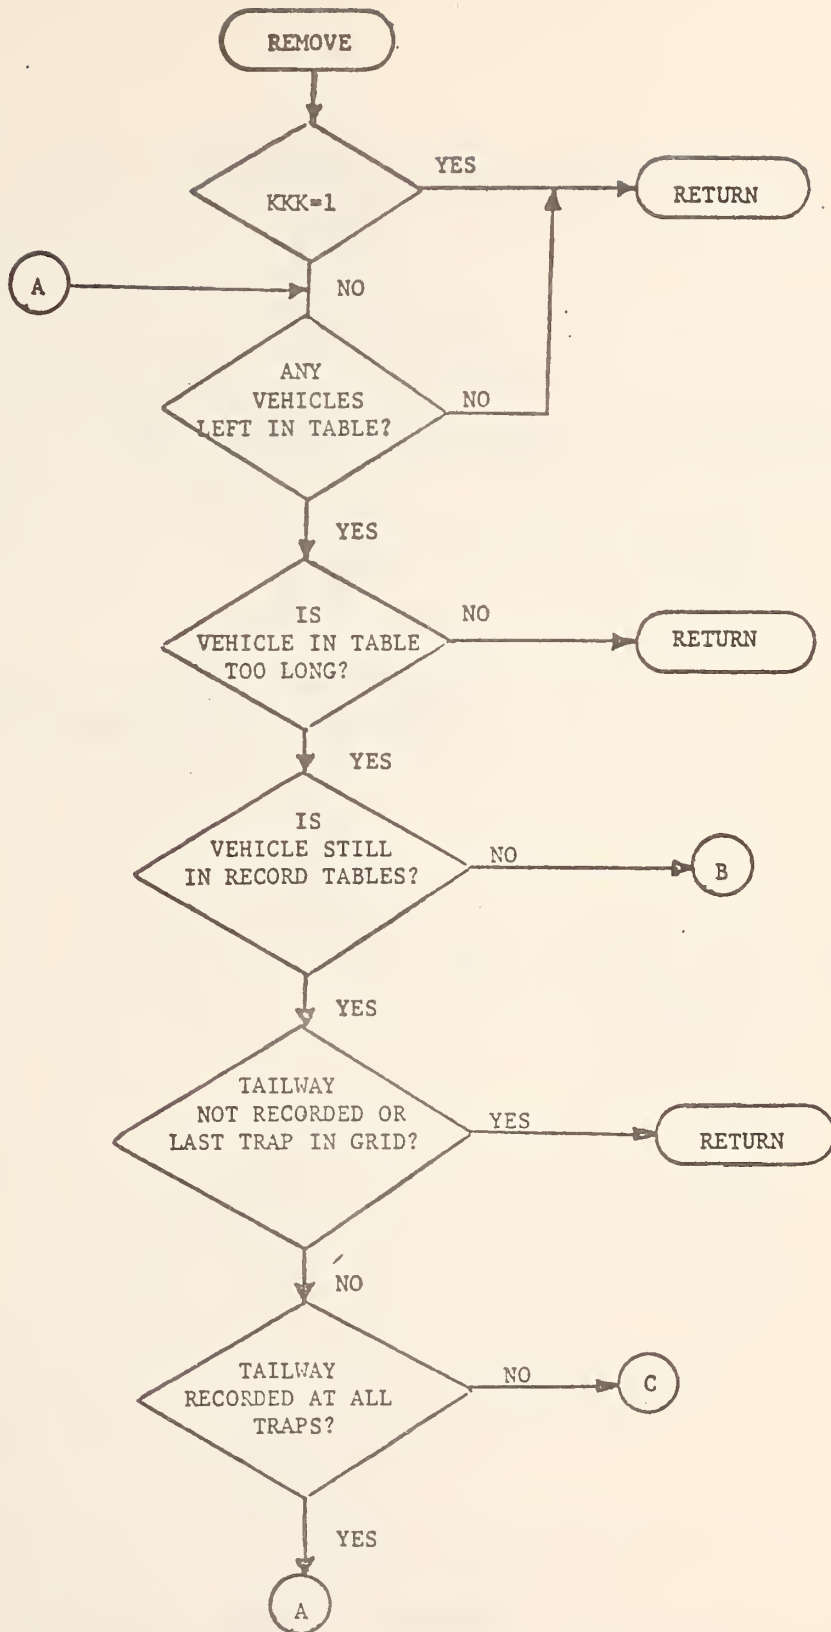 REMOVE
KKK=1
YES
RETURN
A
NO
ANY
VEHICLES
LEFT IN TABLE?
NO
YES
IS
VEHICLE IN TABLE
TOO LONG?
NO
RETURN
YES
IS
VEHICLE STILL
IN RECORD TABLES?
NO
B
YES
TAILWAY
NOT RECORDED OR
LAST TRAP IN GRID?
YES
RETURN
NO
TAILWAY
RECORDED AT ALL
TRAPS?
NO
C
YES
A